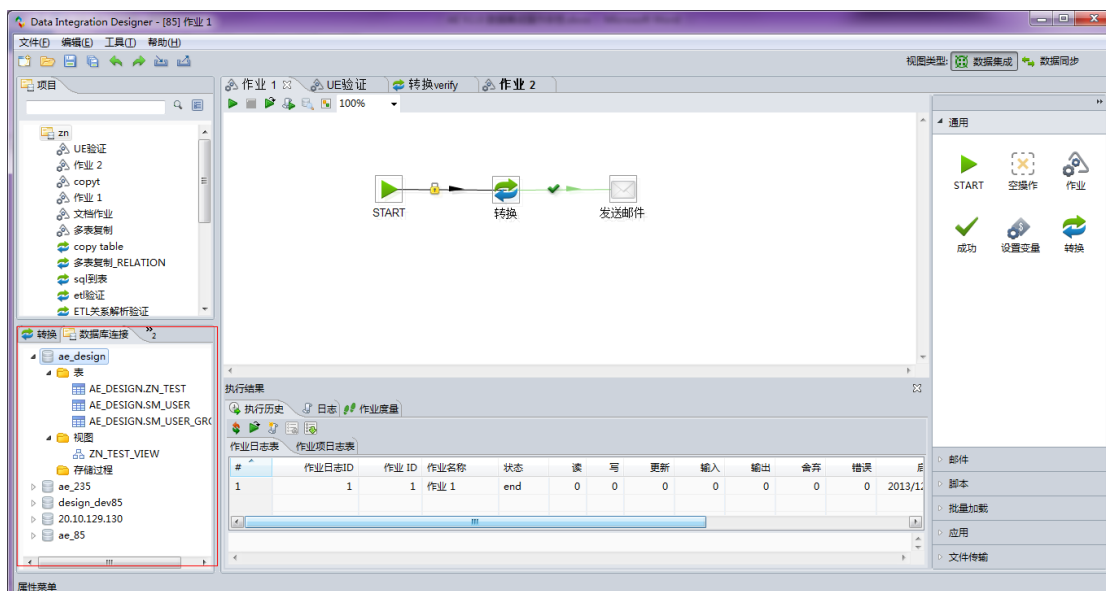 Data Integration Designer - [85] 作业 1
文件(F) 编辑(E) 工具(T) 帮助(H)
视图类型: 数据集成 数据同步
项目
zn
UE验证
作业 2
copyt
作业 1
文档作业
多表复制
copy table
多表复制_RELATION
sql到表
etl验证
ETL关系解析验证
转换 数据库连接 »2
ae_design
表
AE_DESIGN.ZN_TEST
AE_DESIGN.SM_USER
AE_DESIGN.SM_USER_GR
视图
ZN_TEST_VIEW
存储过程
ae_235
design_dev85
20.10.129.130
ae_85
作业 1 UE验证 转换verify 作业 2
100%
START 转换 发送邮件
执行结果
执行历史 日志 作业度量
作业日志表 作业项日志表
# 作业日志ID 作业 ID 作业名称 状态 读 写 更新 输入 输出 舍弃 错误
1 1 1 作业 1 end 0 0 0 0 0 0 0 2013/12
通用
START 空操作 作业
成功 设置变量 转换
邮件
脚本
批量加载
应用
文件传输
属性菜单